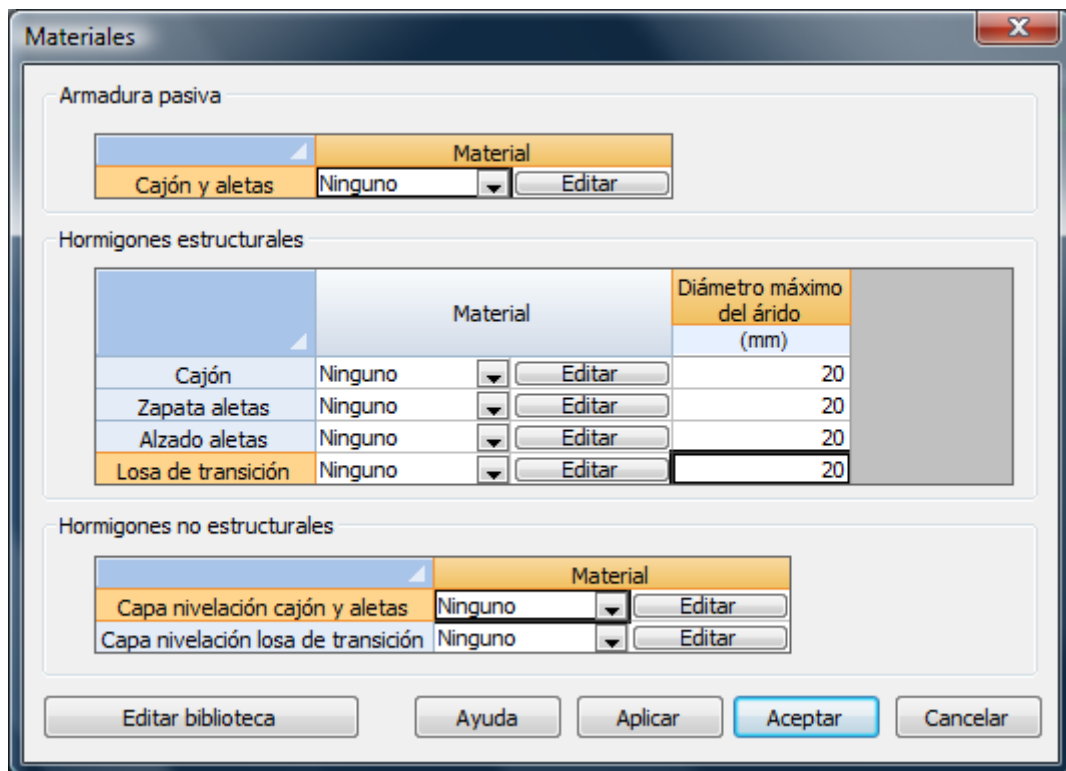 Materiales
X
Armadura pasiva
Material
Cajón y aletas Ninguno Editar
Hormigones estructurales
Material
Diámetro máximo
del árido
(mm)
Cajón Ninguno Editar 20
Zapata aletas Ninguno Editar 20
Alzado aletas Ninguno Editar 20
Losa de transición Ninguno Editar 20
Hormigones no estructurales
Material
Capa nivelación cajón y aletas Ninguno Editar
Capa nivelación losa de transición Ninguno Editar
Editar biblioteca Ayuda Aplicar Aceptar Cancelar